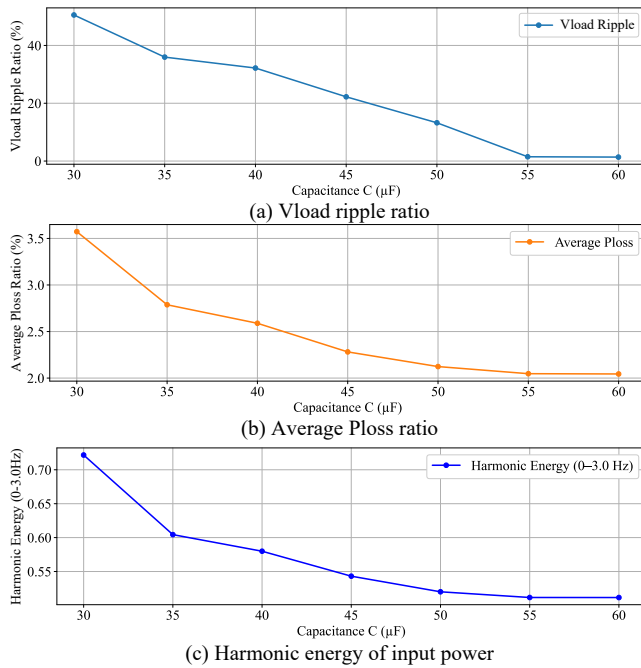 Vload Ripple Ratio (%)
40
20
0
Vload Ripple
30 35 40 45 50 55 60
Capacitance C (µF)
(a) Vload ripple ratio
Average Ploss Ratio (%)
3.5
3.0
2.5
2.0
Average Ploss
30 35 40 45 50 55 60
Capacitance C (µF)
(b) Average Ploss ratio
Harmonic Energy (0-3.0Hz)
0.70
0.65
0.60
0.55
Harmonic Energy (0–3.0 Hz)
30 35 40 45 50 55 60
Capacitance C (µF)
(c) Harmonic energy of input power